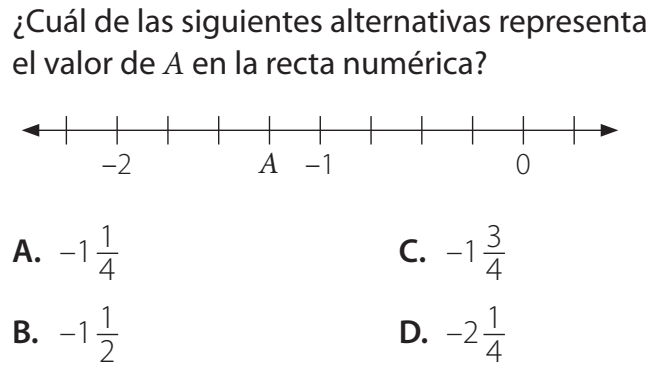 ¿Cuál de las siguientes alternativas representa
el valor de A en la recta numérica?
–2 A –1 0
A. –1 1/4 C. –1 3/4
B. –1 1/2 D. –2 1/4